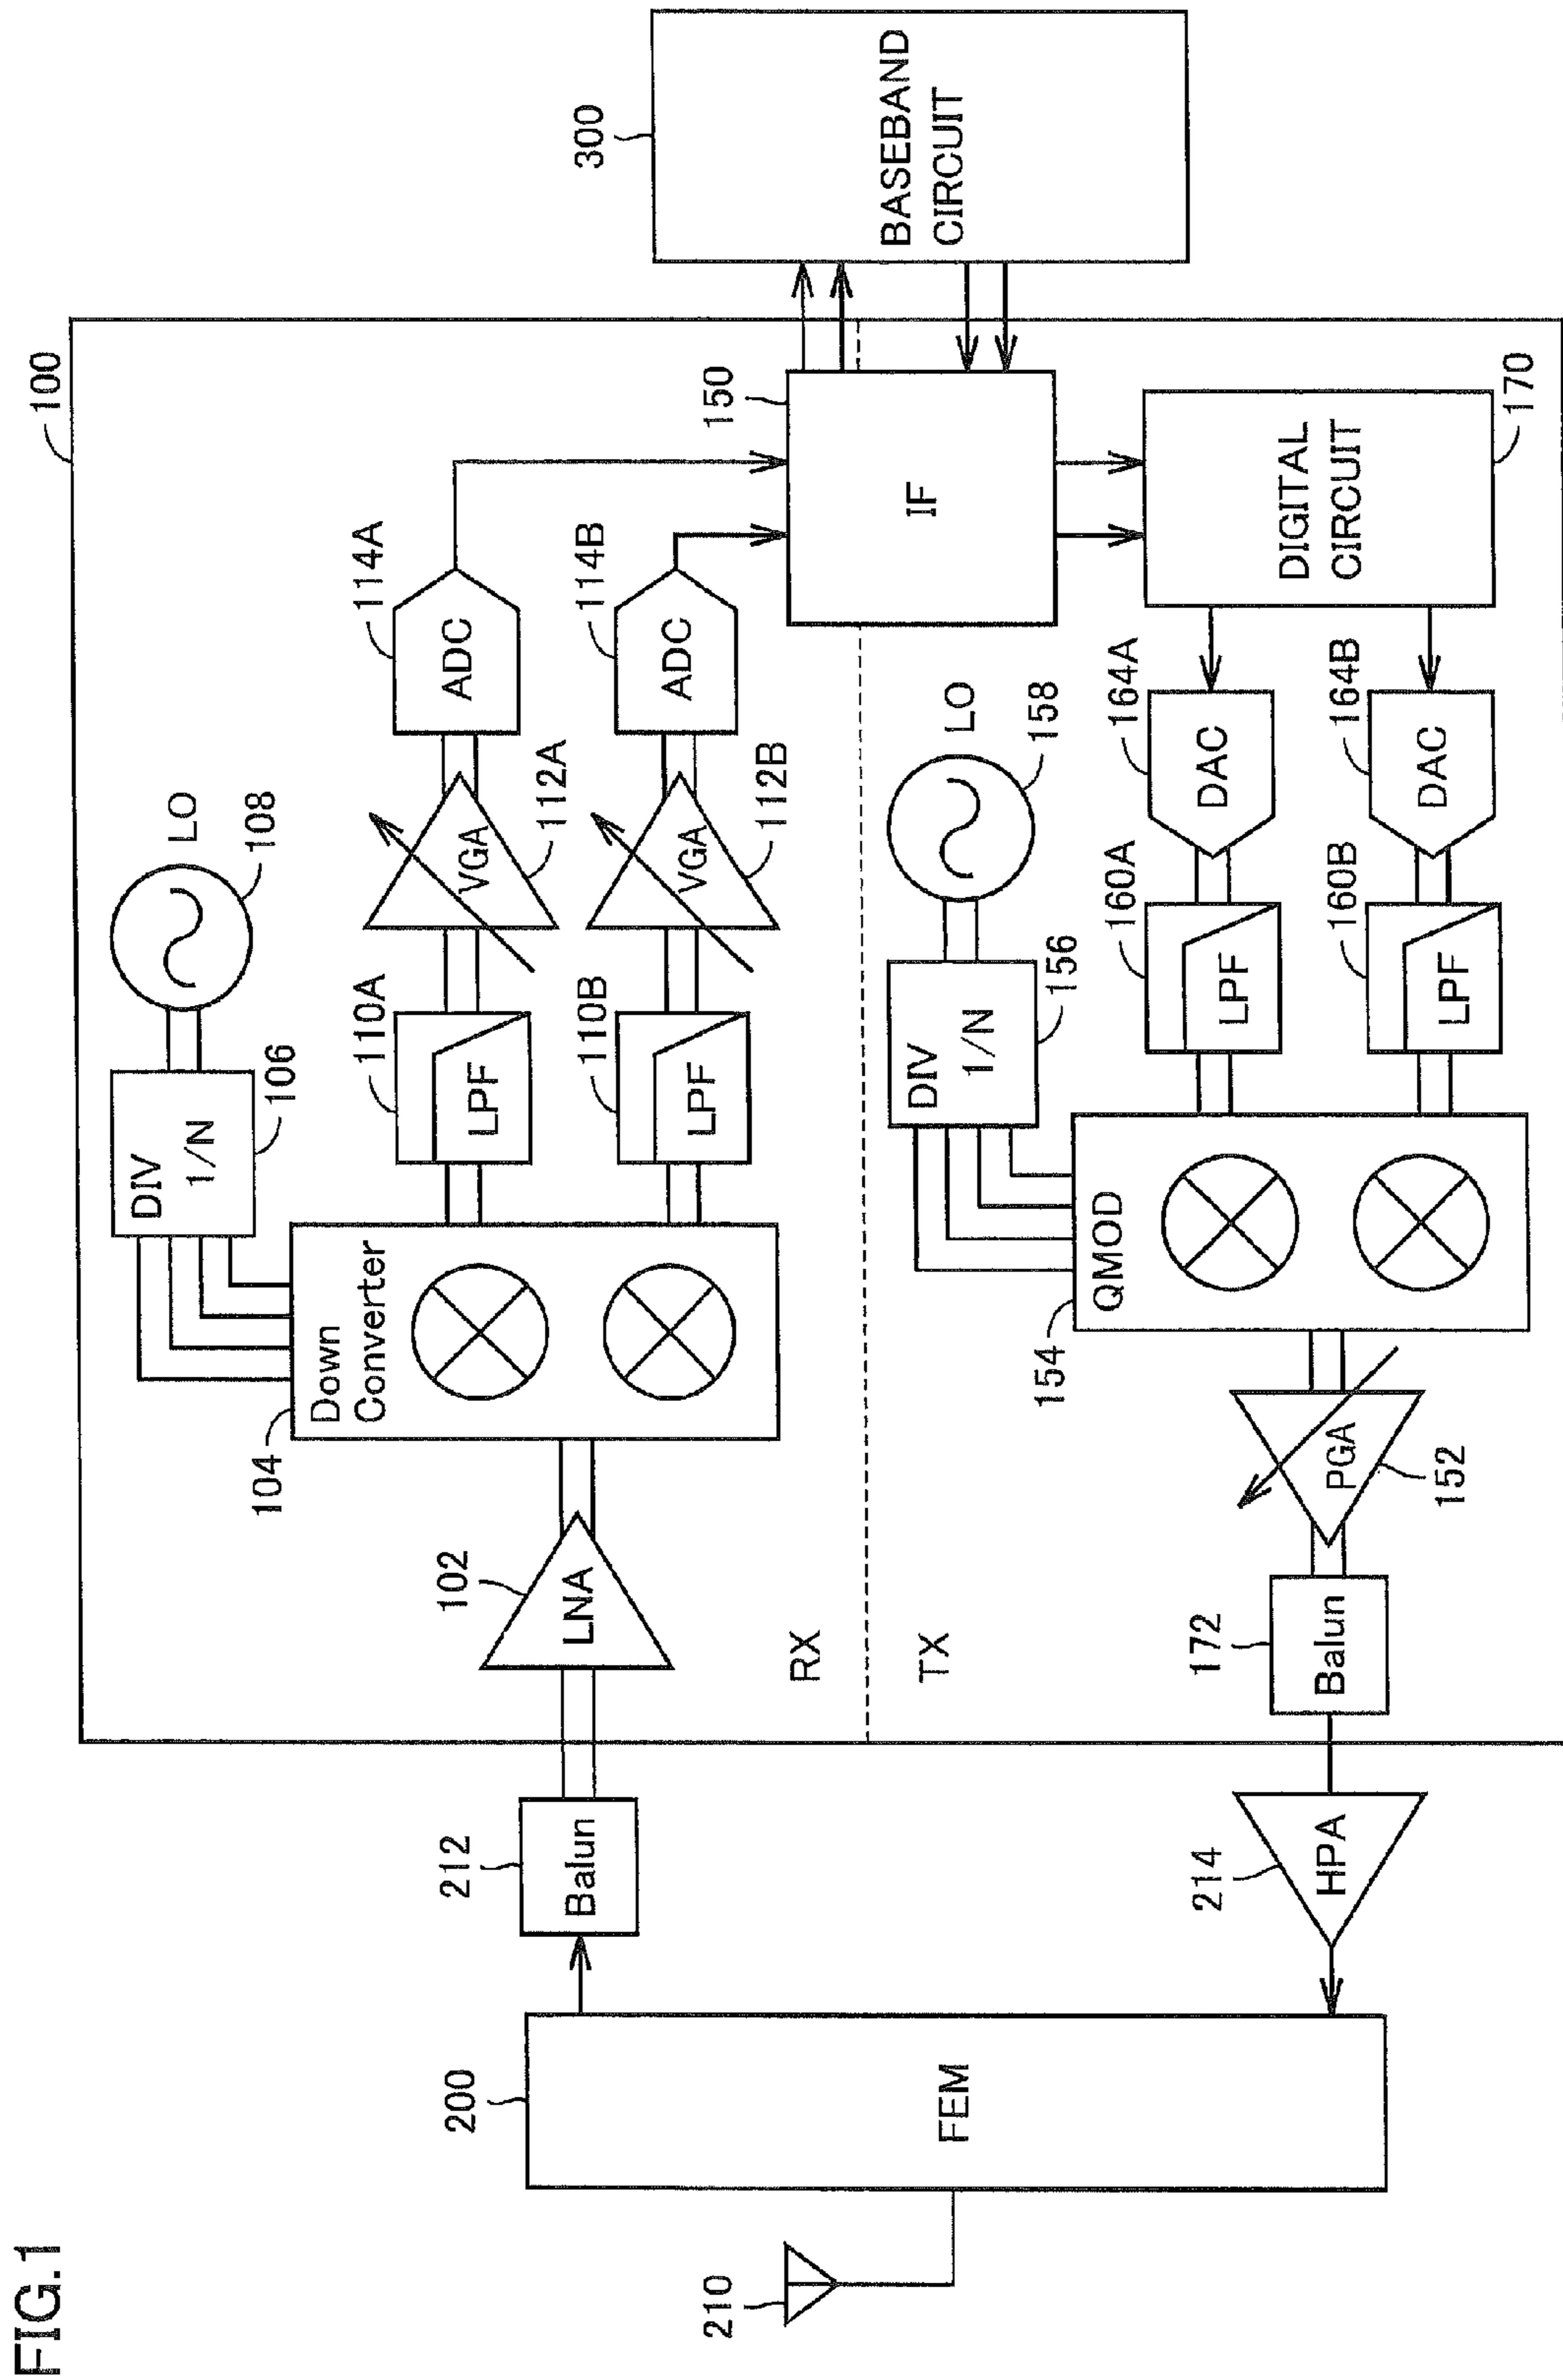 FIG.1
100
LO
108
DIV
1/N
106
104
Down
Converter
110A
LPF
VGA
112A
114A
ADC
110B
LPF
VGA
112B
114B
ADC
102
LNA
212
Balun
RX
TX
150
IF
300
BASEBAND
CIRCUIT
200
FEM
210
LO
158
DIV
1/N
156
154
QMOD
160A
LPF
164A
DAC
160B
LPF
164B
DAC
DIGITAL
CIRCUIT
170
PGA
152
172
Balun
214
HPA